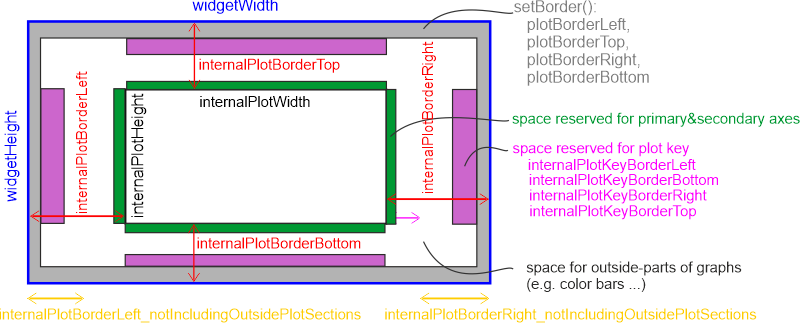 widgetWidth
setBorder():
plotBorderLeft,
plotBorderTop,
plotBorderRight,
plotBorderBottom
internalPlotBorderTop
internalPlotWidth
widgetHeight
internalPlotBorderLeft
internalPlotHeight
internalPlotBorderRight
space reserved for primary&secondary axes
space reserved for plot key
internalPlotKeyBorderLeft
internalPlotKeyBorderBottom
internalPlotKeyBorderRight
internalPlotKeyBorderTop
internalPlotBorderBottom
space for outside-parts of graphs
(e.g. color bars ...)
internalPlotBorderLeft_notIncludingOutsidePlotSections
internalPlotBorderRight_notIncludingOutsidePlotSections